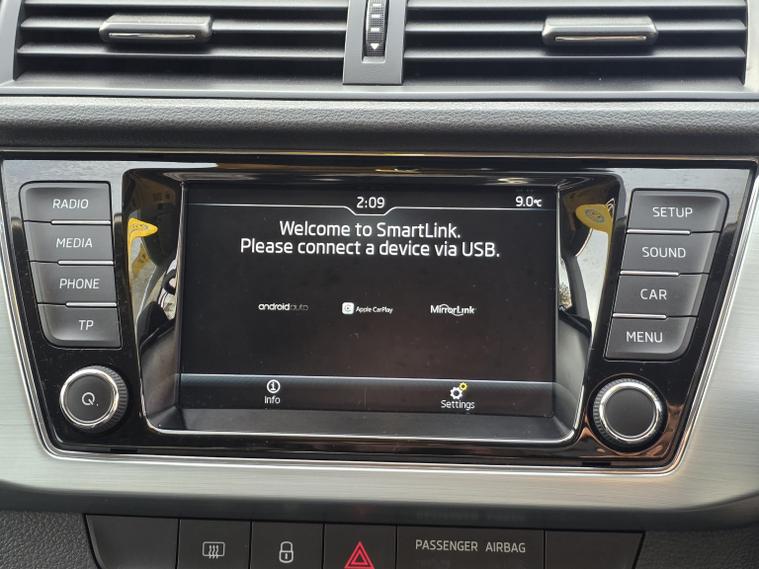 2:09
9.0°C
Welcome to SmartLink.
Please connect a device via USB.
androidauto
Apple CarPlay
MirrorLink
Info
Settings
RADIO
MEDIA
PHONE
TP
SETUP
SOUND
CAR
MENU
PASSENGER AIRBAG